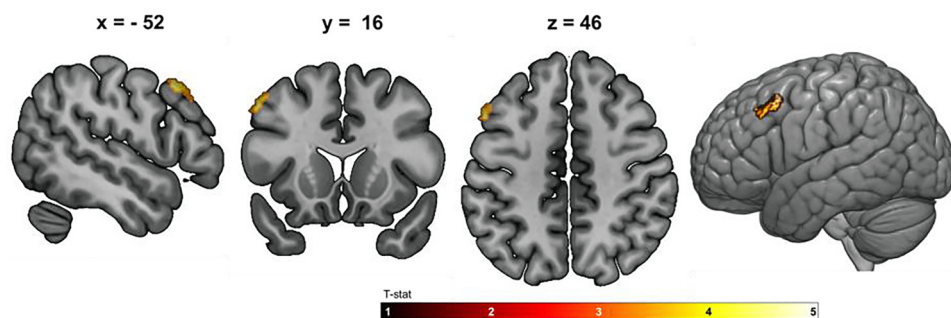 x = - 52
y = 16
z = 46
T-stat
1 2 3 4 5